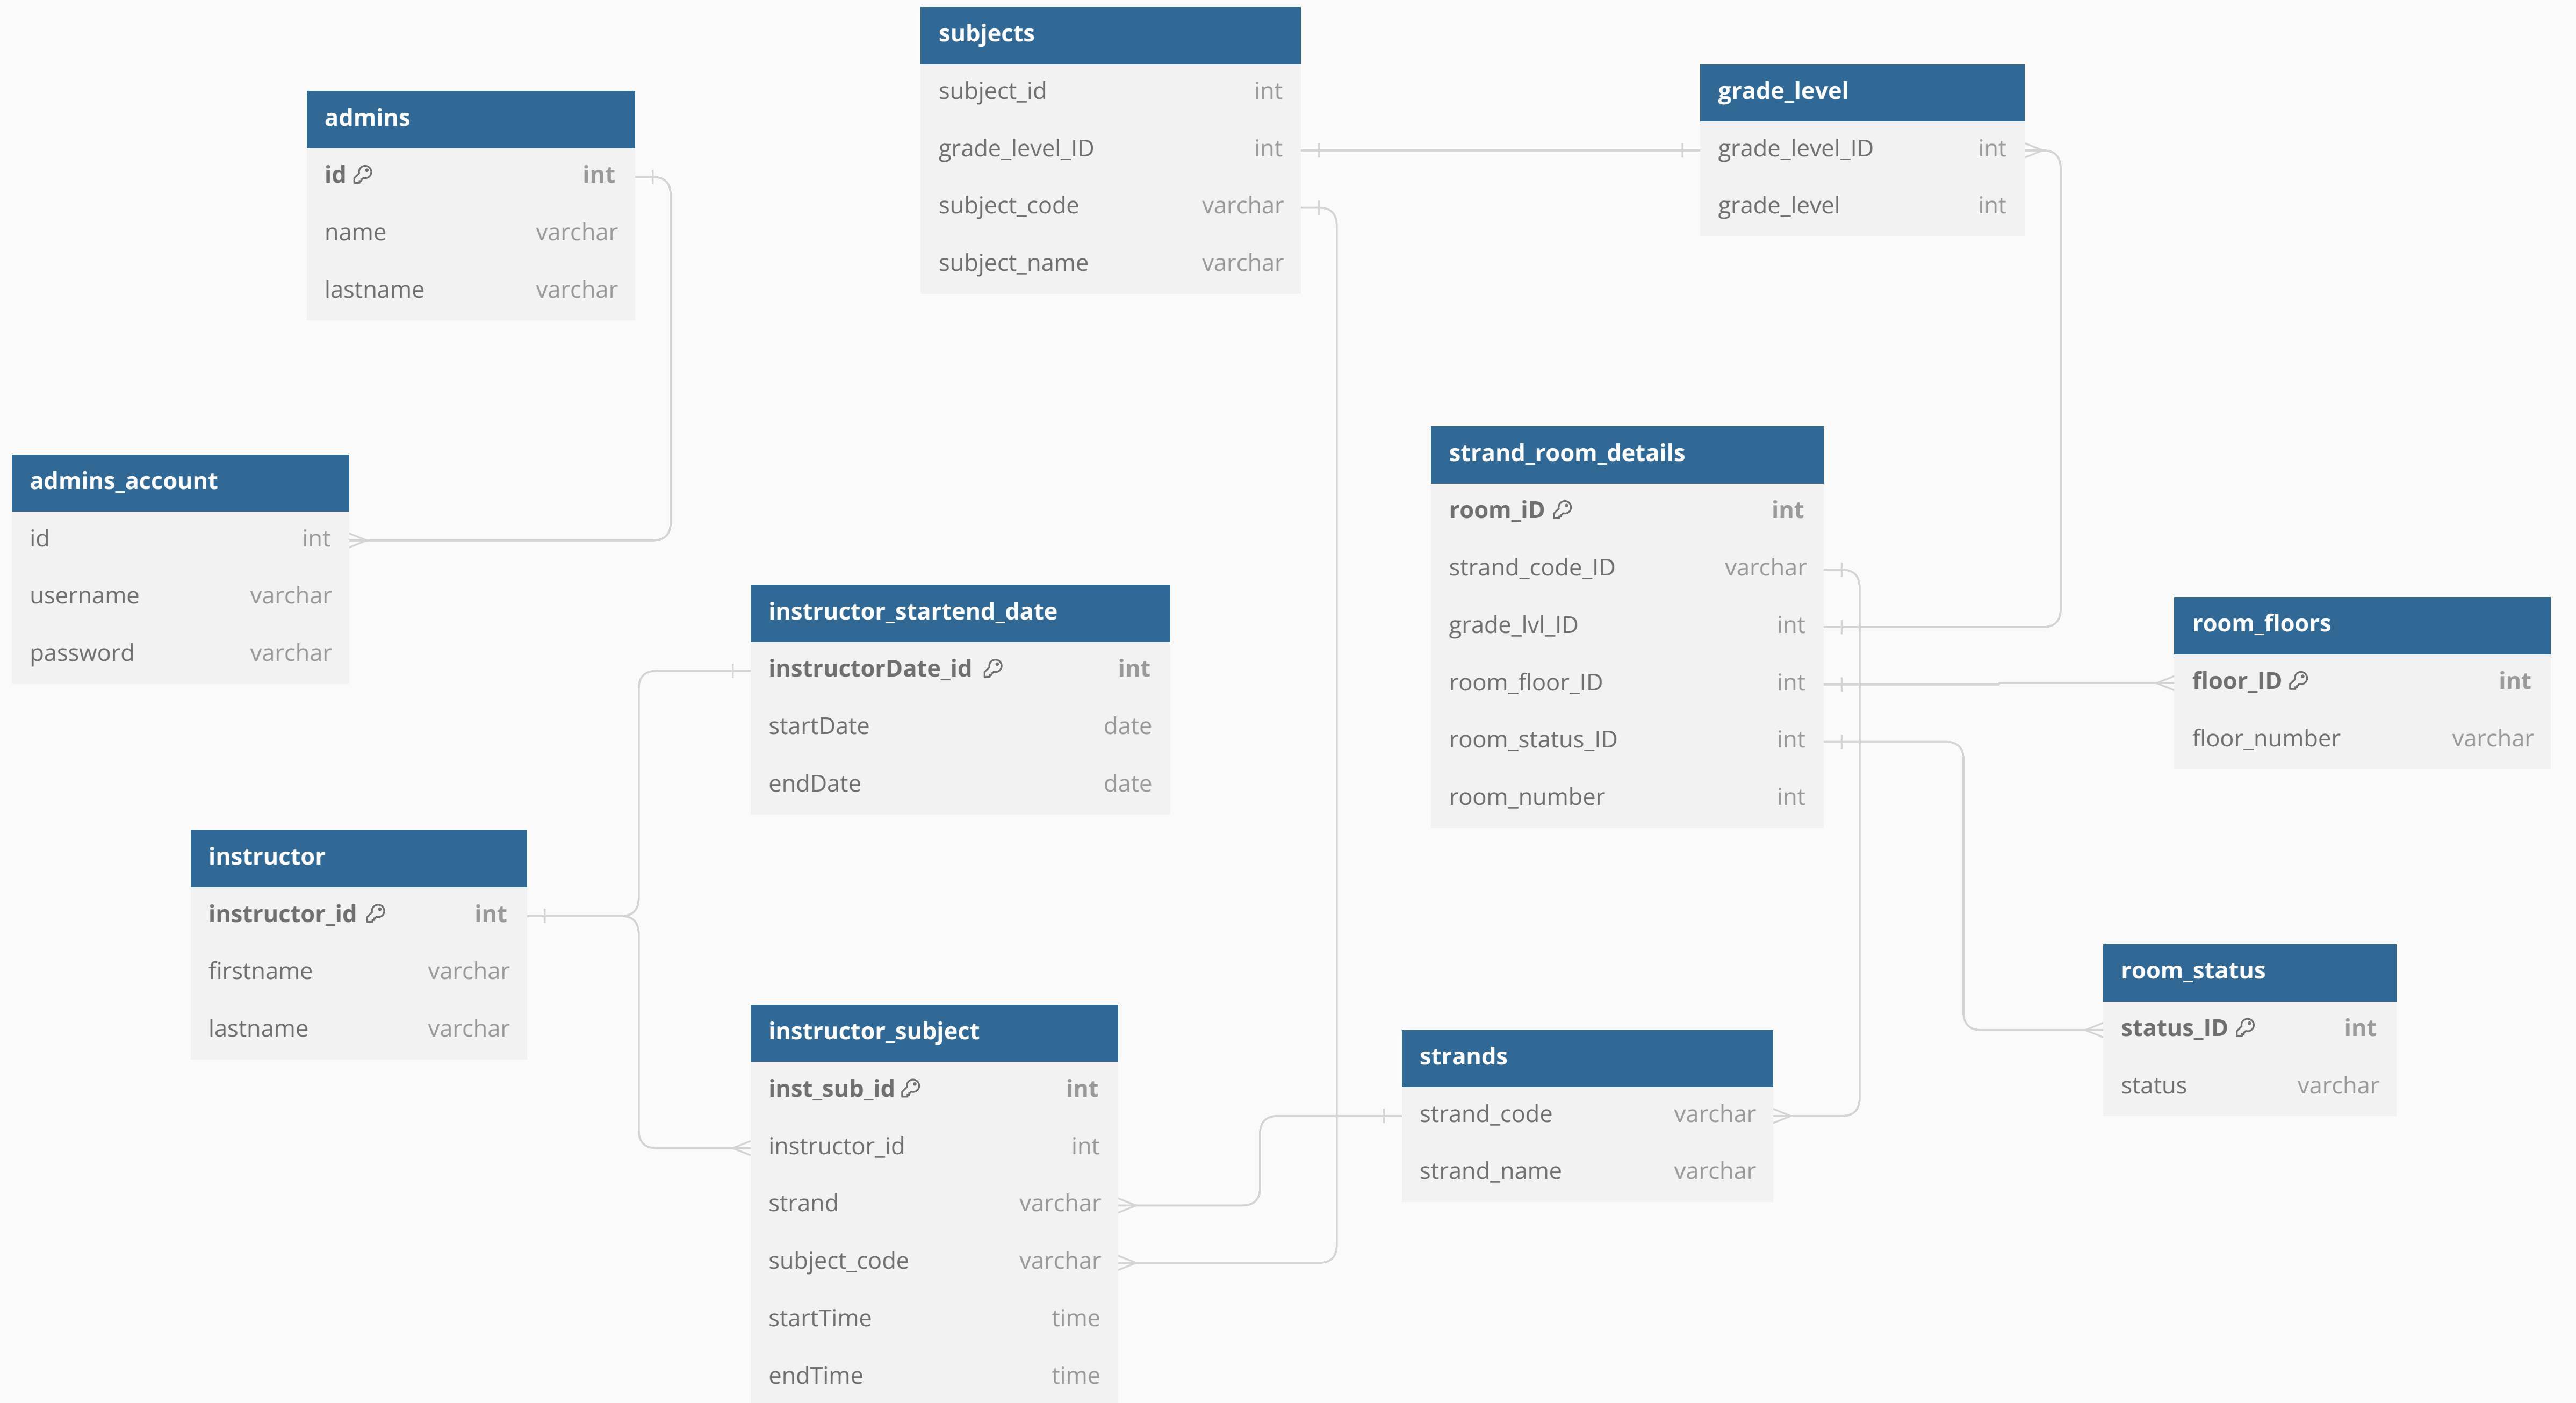 subjects
subject_id int
grade_level_ID int
subject_code varchar
subject_name varchar
grade_level
grade_level_ID int
grade_level int
admins
id int
name varchar
lastname varchar
admins_account
id int
username varchar
password varchar
strand_room_details
room_iD int
strand_code_ID varchar
grade_lvl_ID int
room_floor_ID int
room_status_ID int
room_number int
instructor_startend_date
instructorDate_id int
startDate date
endDate date
room_floors
floor_ID int
floor_number varchar
instructor
instructor_id int
firstname varchar
lastname varchar
instructor_subject
inst_sub_id int
instructor_id int
strand varchar
subject_code varchar
startTime time
endTime time
strands
strand_code varchar
strand_name varchar
room_status
status_ID int
status varchar